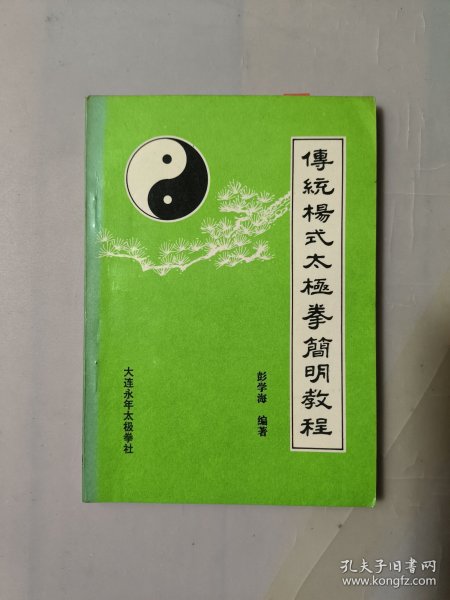 傳統楊式太極拳簡明教程
彭学海 编著
大连永年太极拳社
孔夫子旧书网
www.kongfz.com